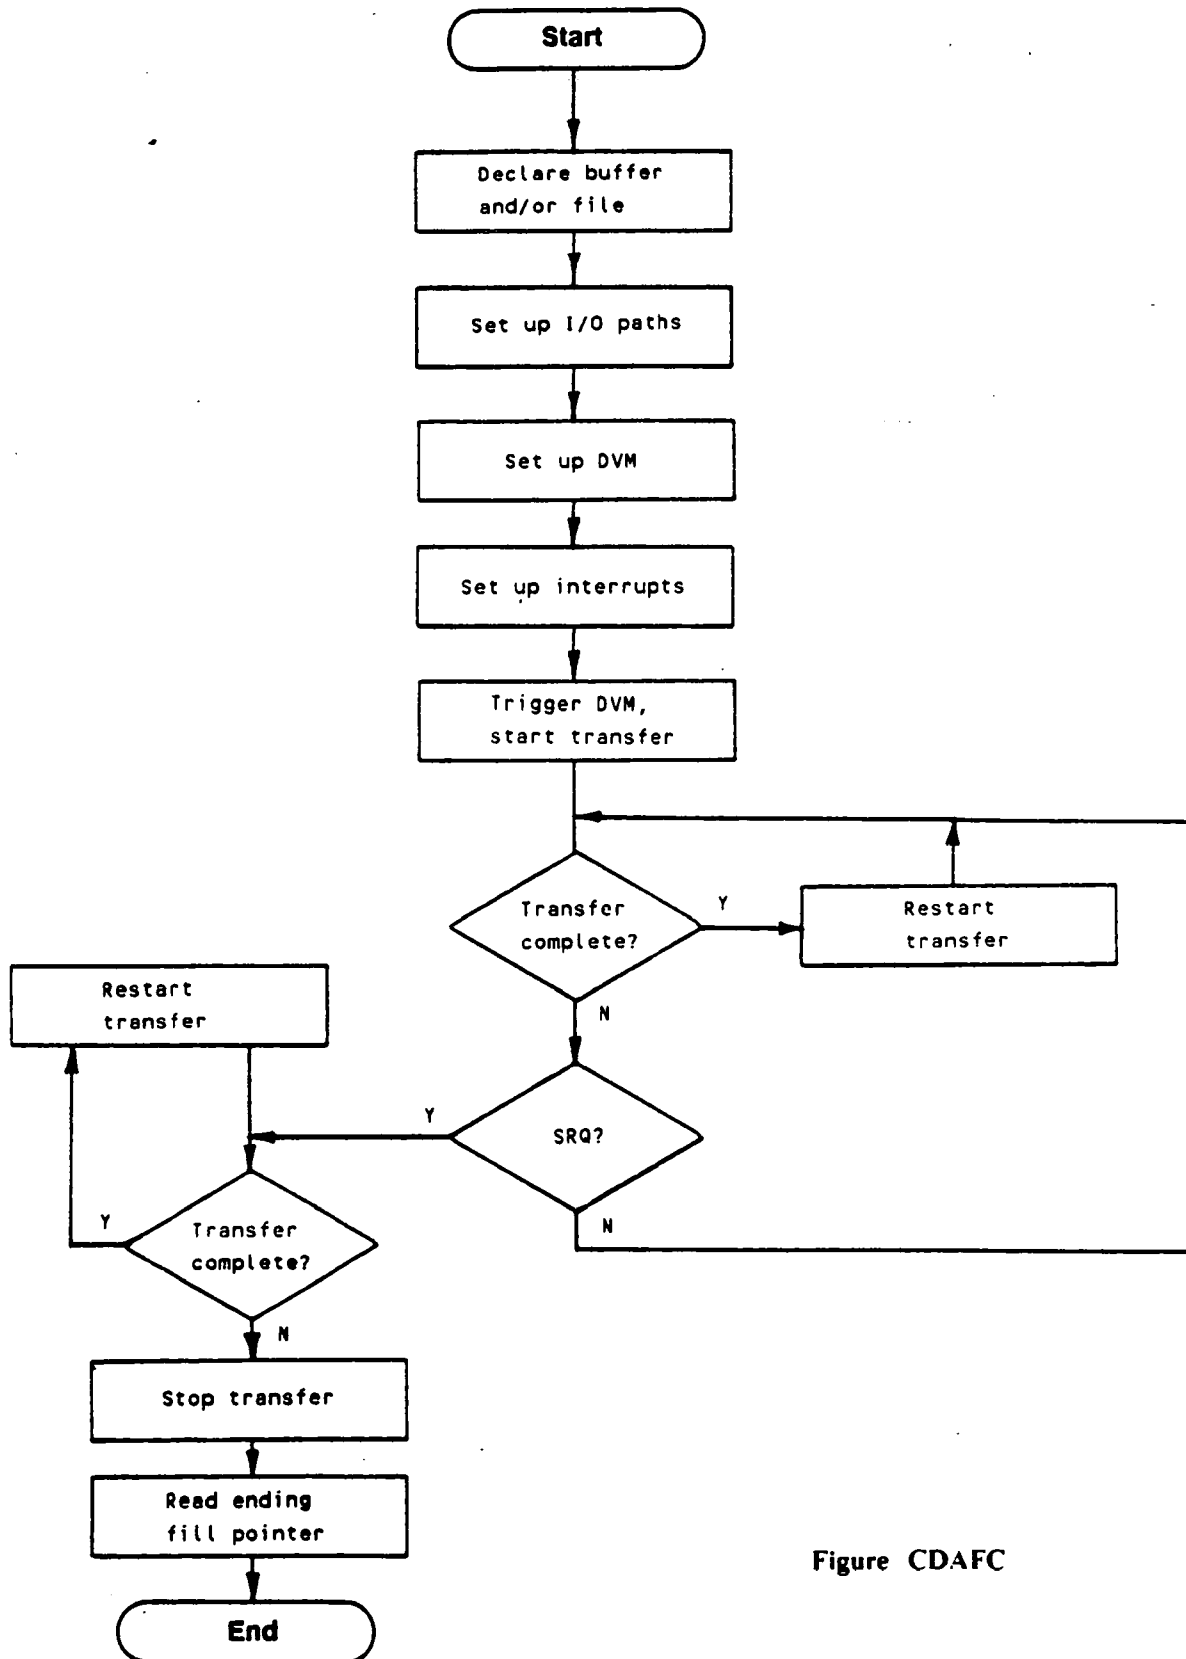 Start
Declare buffer
and/or file
Set up I/O paths
Set up DVM
Set up interrupts
Trigger DVM,
start transfer
Transfer
complete?
Y
Restart
transfer
N
SRQ?
Y
N
Restart
transfer
Transfer
complete?
Y
N
Stop transfer
Read ending
fill pointer
End
Figure CDAFC